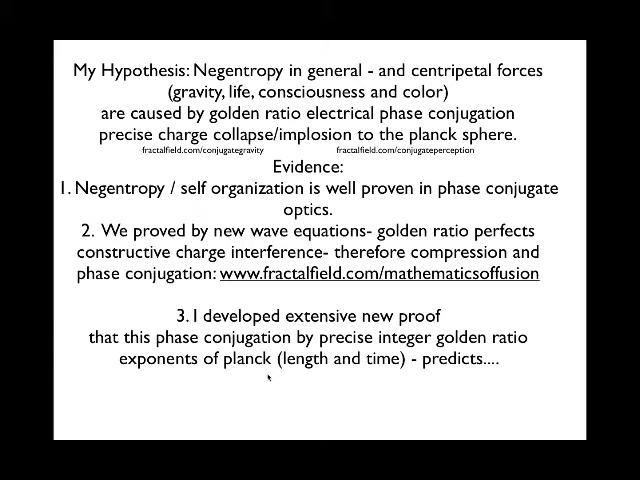 My Hypothesis: Negentropy in general - and centripetal forces
(gravity, life, consciousness and color)
are caused by golden ratio electrical phase conjugation
precise charge collapse/implosion to the planck sphere.
fractalfield.com/conjugategravity fractalfield.com/conjugateperception
Evidence:
1. Negentropy / self organization is well proven in phase conjugate
optics.
2. We proved by new wave equations- golden ratio perfects
constructive charge interference- therefore compression and
phase conjugation: www.fractalfield.com/mathematicsoffusion
3. I developed extensive new proof
that this phase conjugation by precise integer golden ratio
exponents of planck (length and time) - predicts....